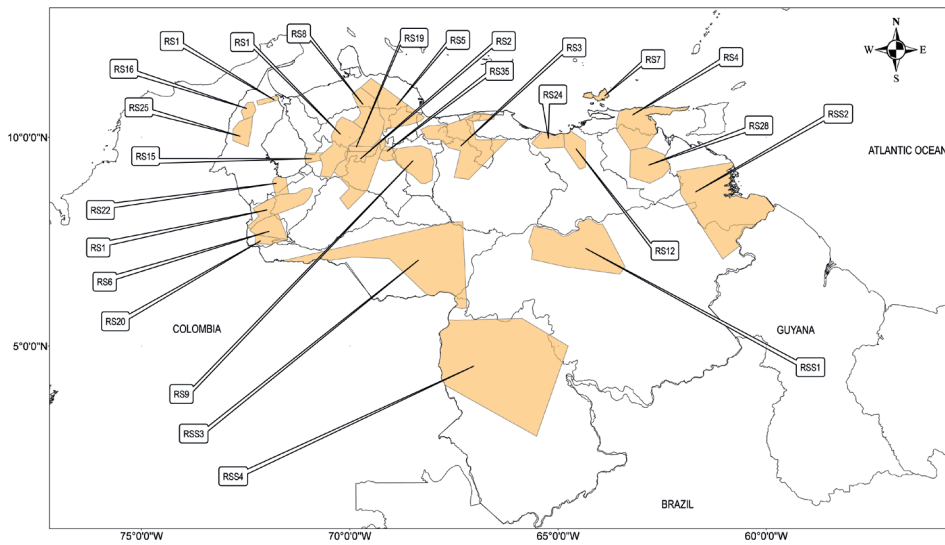 RS1
RS1
RS8
RS19
RS5
RS2
RS35
RS3
RS7
RS4
N
W
E
S
RS16
RS25
RS24
RS28
RSS2
10°0'0"N
ATLANTIC OCEAN
RS15
RS22
RS1
RS12
RS6
RS20
COLOMBIA
GUYANA
5°0'0"N
RSS1
RS9
RSS3
RSS4
BRAZIL
75°0'0"W
70°0'0"W
65°0'0"W
60°0'0"W